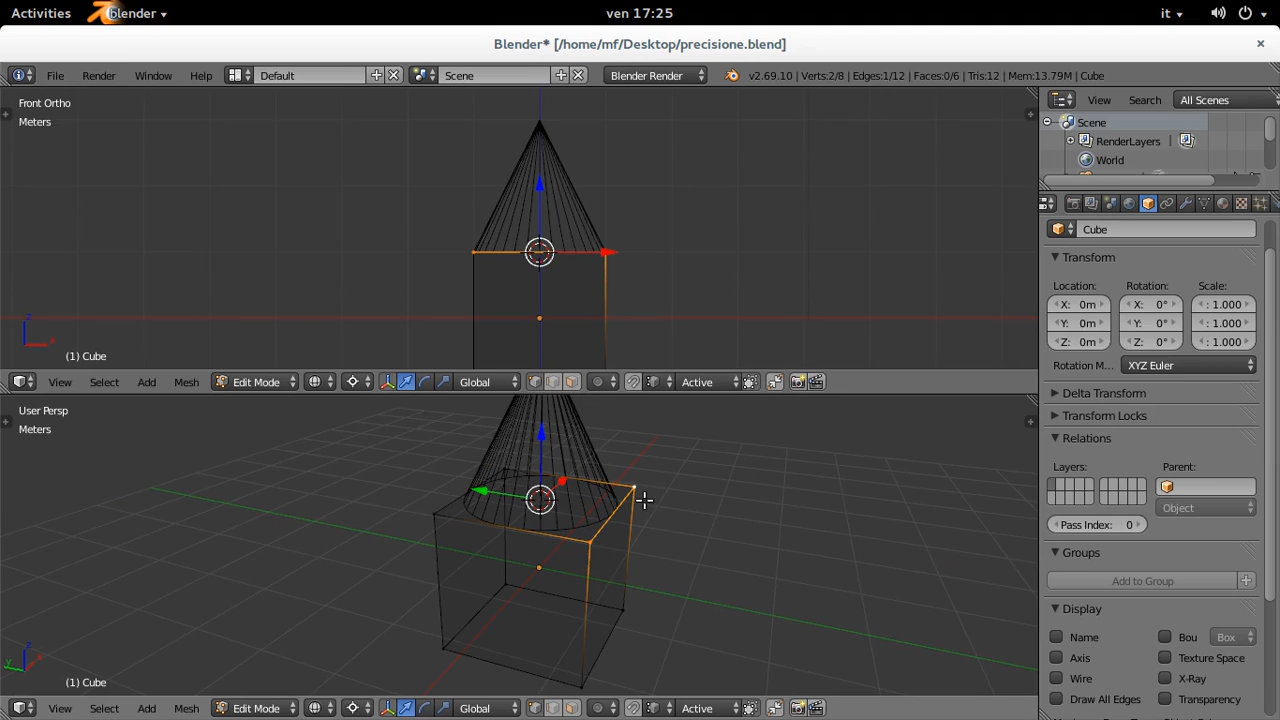 Activities blender ven 17:25 it
Blender* [/home/mf/Desktop/precisione.blend]
File Render Window Help Default Scene Blender Render v2.69.10 | Verts:2/8 | Edges:1/12 | Faces:0/6 | Tris:12 | Mem:13.79M | Cube
Front Ortho
Meters
z
x
(1) Cube
View Select Add Mesh Edit Mode Global Active
User Persp
Meters
z
y
x
(1) Cube
View Select Add Mesh Edit Mode Global Active
View Search All Scenes
Scene
RenderLayers
World
Cube
Transform
Location: Rotation: Scale:
X: 0m X: 0° : 1.000
Y: 0m Y: 0° : 1.000
Z: 0m Z: 0° : 1.000
Rotation M... XYZ Euler
Delta Transform
Transform Locks
Relations
Layers: Parent:
Object
Pass Index: 0
Groups
Add to Group
Display
Name Bou Box
Axis Texture Space
Wire X-Ray
Draw All Edges Transparency